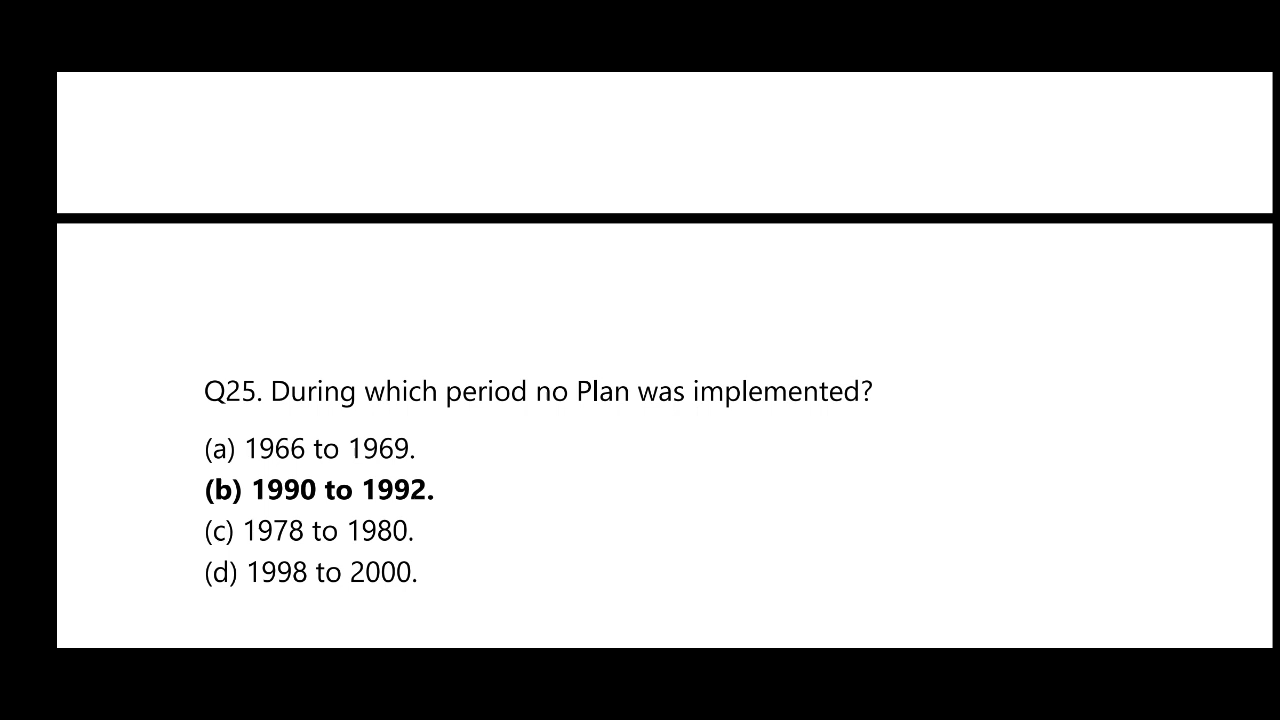 Q25. During which period no Plan was implemented?
(a) 1966 to 1969.
(b) 1990 to 1992.
(c) 1978 to 1980.
(d) 1998 to 2000.